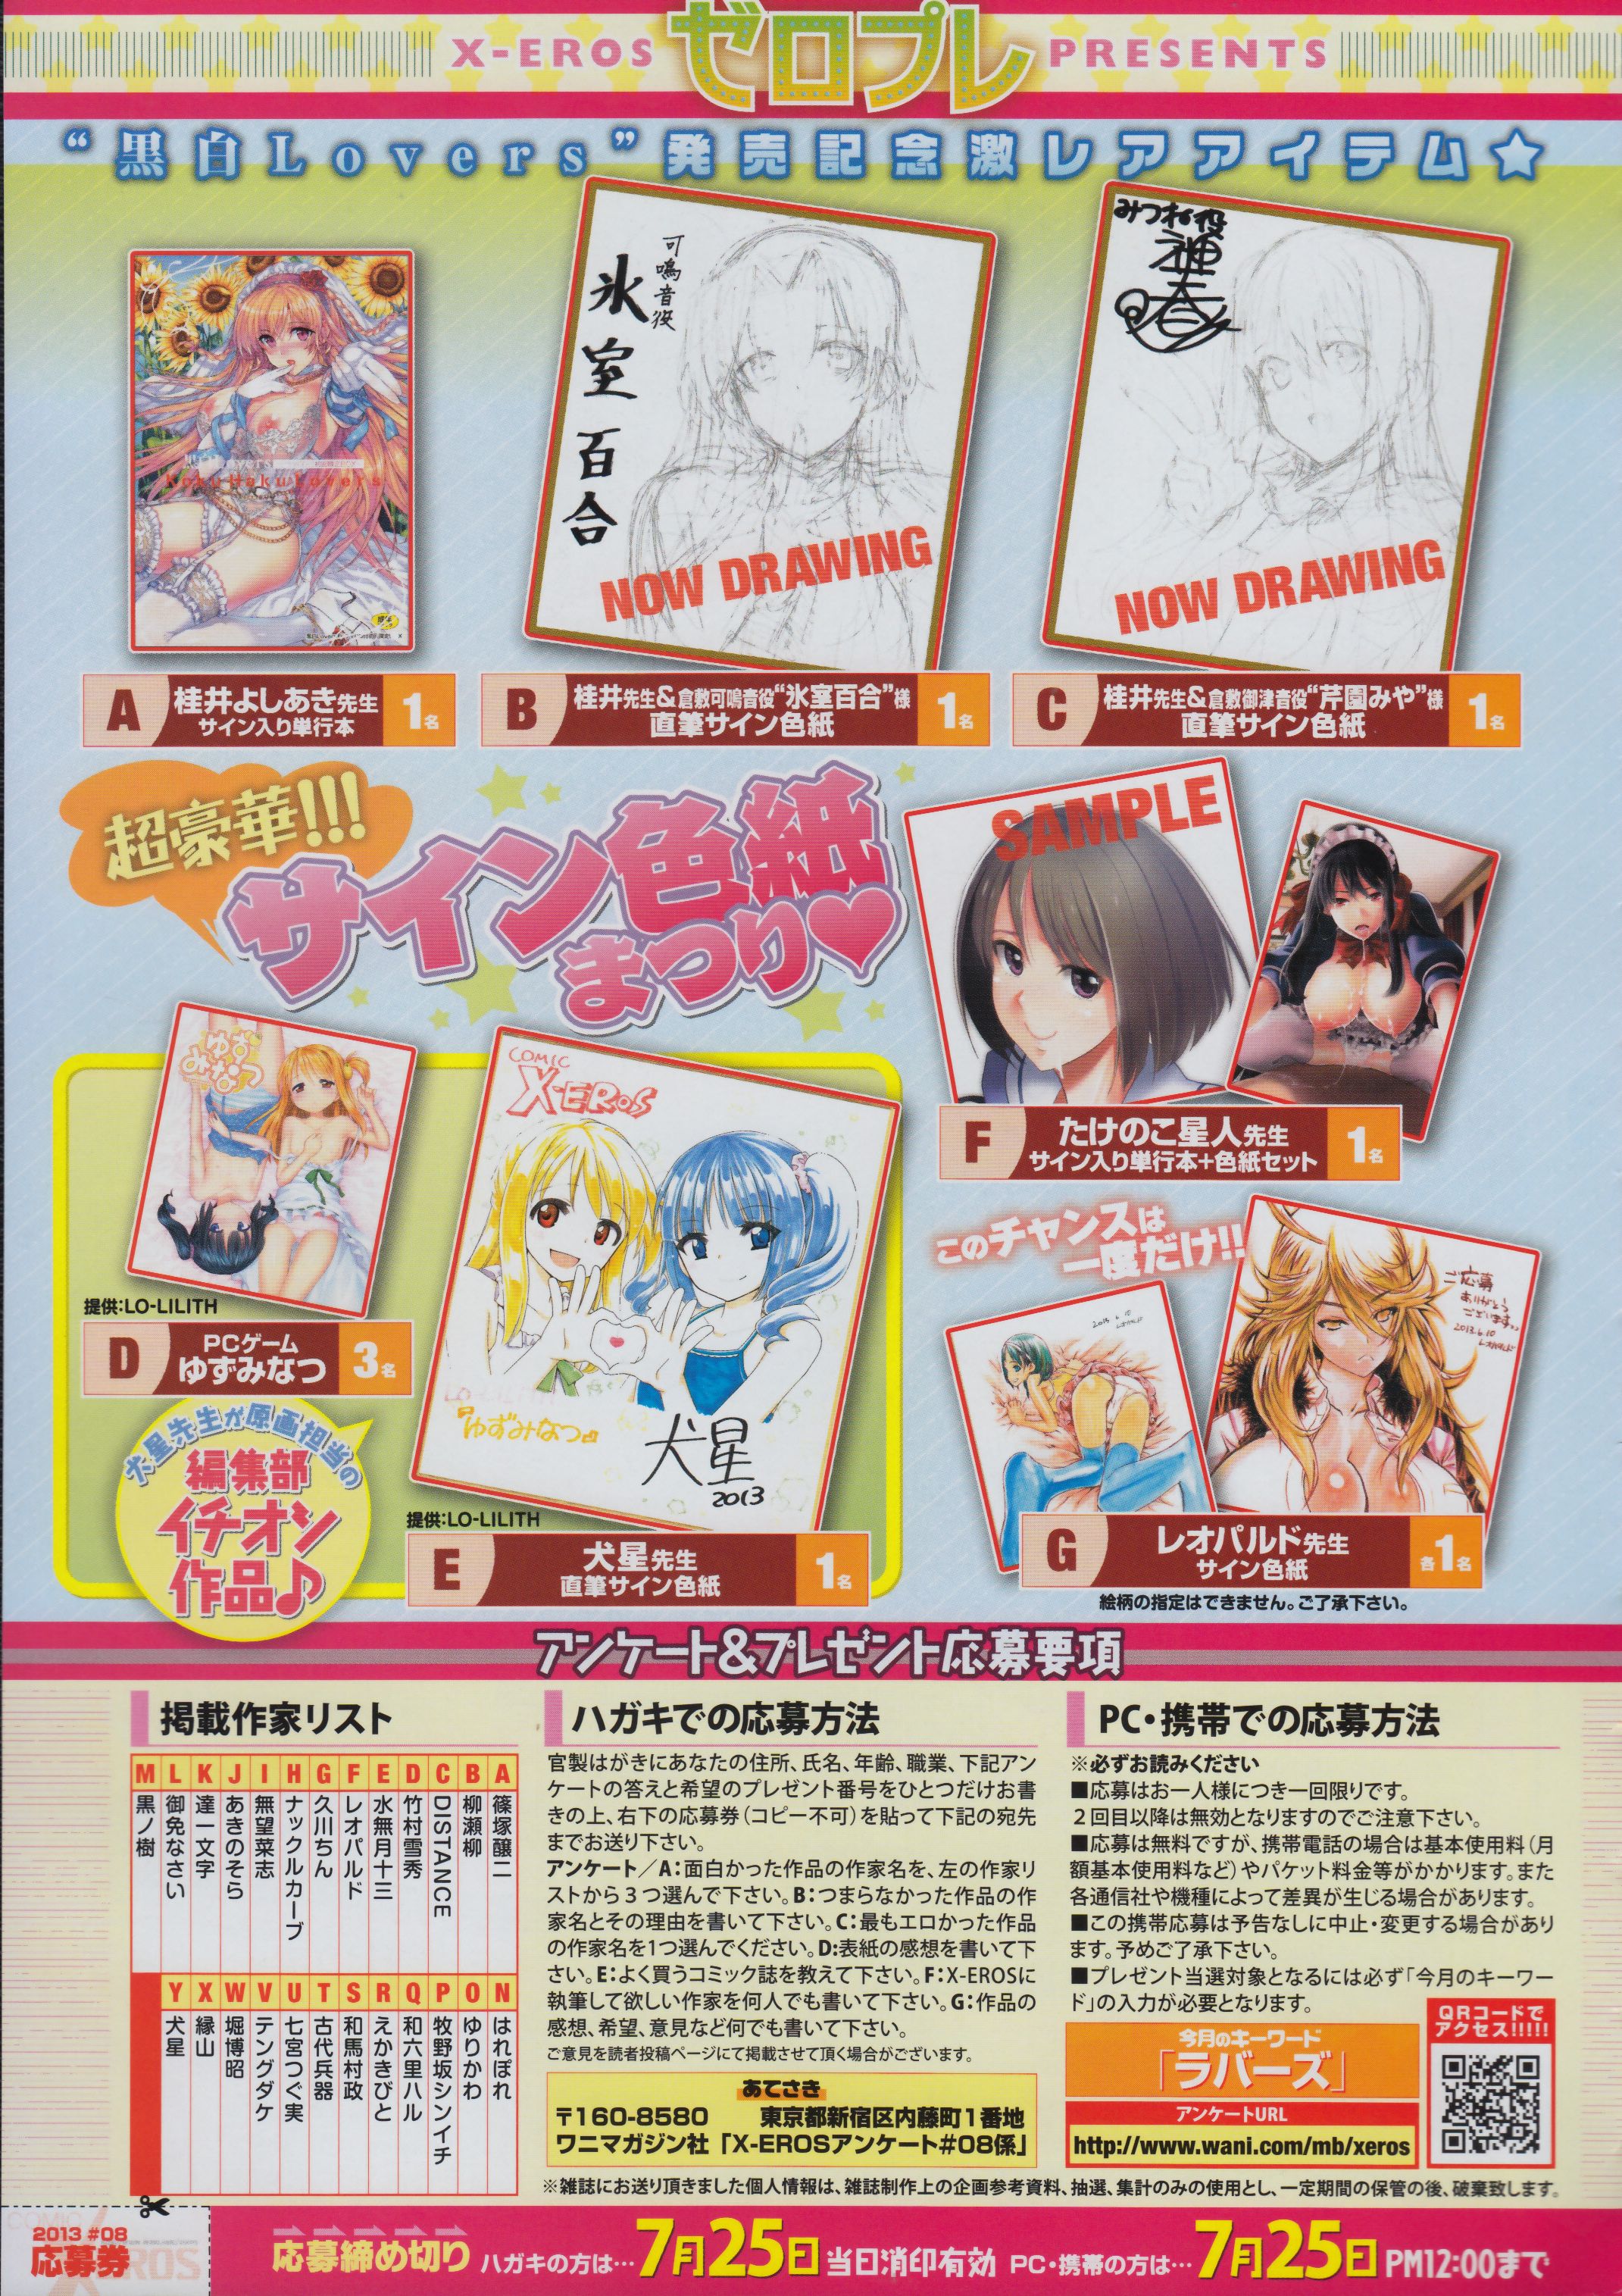 X-EROS ゼロプレ PRESENTS
“黒白Lovers”発売記念激レアアイテム★
可鳴音役
氷室百合
NOW DRAWING
みつね役
NOW DRAWING
Koku Haku Lovers
A 桂井よしあき先生
サイン入り単行本
1名
B 桂井先生&倉敷可鳴音役“氷室百合”様
直筆サイン色紙
1名
C 桂井先生&倉敷御津音役“芹園みや”様
直筆サイン色紙
1名
超豪華!!!
サイン色紙
まつり♥
SAMPLE
F たけのこ星人先生
サイン入り単行本+色紙セット
1名
ゆず
みなつ
提供:LO-LILITH
D PCゲーム
ゆずみなつ
3名
犬星先生が原画担当の
編集部
イチオシ
作品♪
COMIC
X-EROS
ゆずみなつ
犬星
2013
提供:LO-LILITH
E 犬星先生
直筆サイン色紙
1名
このチャンスは
一度だけ!!
ご応募
ありがとう
ございます
2013.6.10
レオパルド
G レオパルド先生
サイン色紙
各1名
絵柄の指定はできません。ご了承下さい。
アンケート&プレゼント応募要項
掲載作家リスト
A 篠塚醸二
B 柳瀬柳
C DISTANCE
D 竹村雪秀
E 水無月十三
F レオパルド
G 久川ちん
H ナックルカーブ
I 無望菜志
J あきのそら
K 達一文字
L 御免なさい
M 黒ノ樹
N はれぽれ
O ゆりかわ
P 牧野坂シンイチ
Q 和六里ハル
R えかきびと
S 和馬村政
T 古代兵器
U 七宮つぐ実
V テングダケ
W 堀博昭
X 縁山
Y 犬星
ハガキでの応募方法
官製はがきにあなたの住所、氏名、年齢、職業、下記アン
ケートの答えと希望のプレゼント番号をひとつだけお書
きの上、右下の応募券(コピー不可)を貼って下記の宛先
までお送り下さい。
アンケート/A:面白かった作品の作家名を、左の作家リ
ストから3つ選んで下さい。B:つまらなかった作品の作
家名とその理由を書いて下さい。C:最もエロかった作品
の作家名を1つ選んでください。D:表紙の感想を書いて下
さい。E:よく買うコミック誌を教えて下さい。F:X-EROSに
執筆して欲しい作家を何人でも書いて下さい。G:作品の
感想、希望、意見など何でも書いて下さい。
ご意見を読者投稿ページにて掲載させて頂く場合がございます。
あてさき
〒160-8580 東京都新宿区内藤町1番地
ワニマガジン社「X-EROSアンケート#08係」
PC・携帯での応募方法
※必ずお読みください
■応募はお一人様につき一回限りです。
2回目以降は無効となりますのでご注意下さい。
■応募は無料ですが、携帯電話の場合は基本使用料(月
額基本使用料など)やパケット料金等がかかります。また
各通信社や機種によって差異が生じる場合があります。
■この携帯応募は予告なしに中止・変更する場合があり
ます。予めご了承下さい。
■プレゼント当選対象となるには必ず「今月のキーワー
ド」の入力が必要となります。
今月のキーワード
「ラバーズ」
アンケートURL
http://www.wani.com/mb/xeros
QRコードで
アクセス!!!!!
※雑誌にお送り頂きました個人情報は、雑誌制作上の企画参考資料、抽選、集計のみの使用とし、一定期間の保管の後、破棄致します。
2013 #08
応募券
応募締め切り ハガキの方は…7月25日当日消印有効 PC・携帯の方は…7月25日PM12:00まで